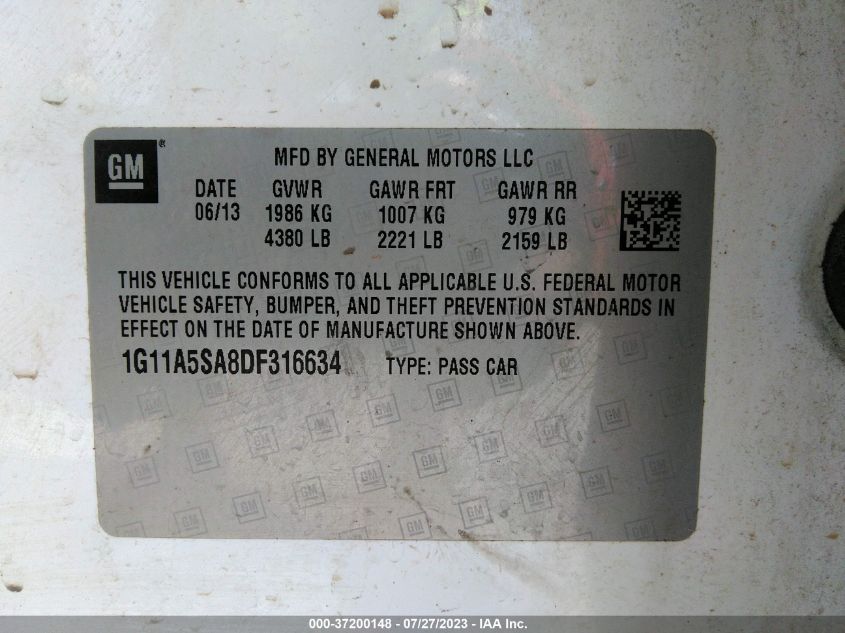 GM ®
MFD BY GENERAL MOTORS LLC
DATE GVWR GAWR FRT GAWR RR
06/13 1986 KG 1007 KG 979 KG
4380 LB 2221 LB 2159 LB
THIS VEHICLE CONFORMS TO ALL APPLICABLE U.S. FEDERAL MOTOR
VEHICLE SAFETY, BUMPER, AND THEFT PREVENTION STANDARDS IN
EFFECT ON THE DATE OF MANUFACTURE SHOWN ABOVE.
1G11A5SA8DF316634 TYPE: PASS CAR
000-37200148 - 07/27/2023 - IAA Inc.